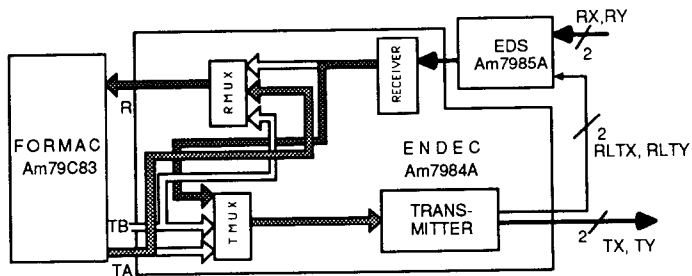 RX, RY
2
EDS
Am7985A
RECEIVER
RMUX
R
FORMAC
Am79C83
ENDEC
Am7984A
2
RLTX, RLTY
TB
TMUX
TRANS-
MITTER
2
TX, TY
TA